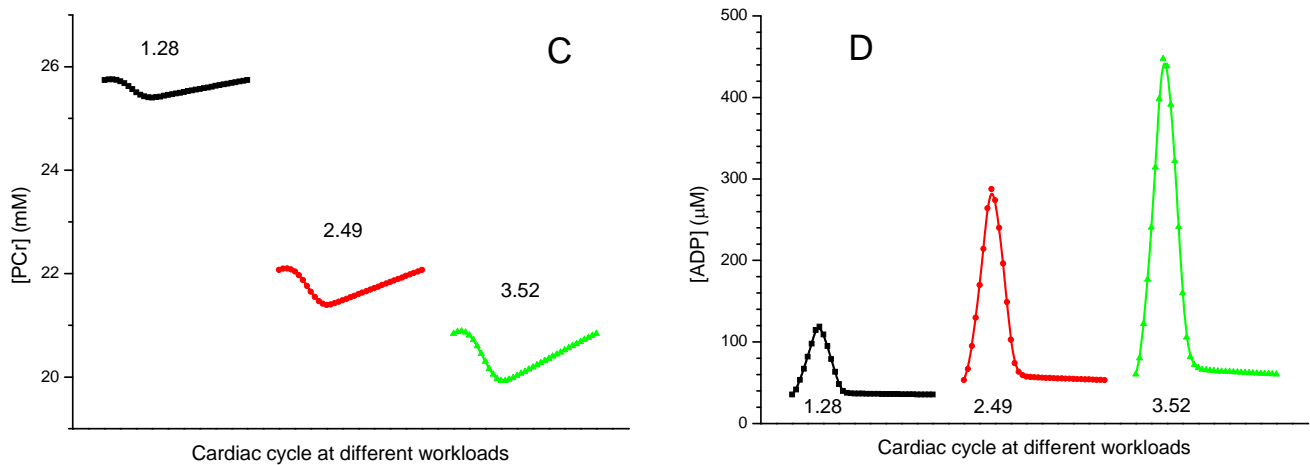 C
[PCr] (mM)
26
24
22
20
1.28
2.49
3.52
Cardiac cycle at different workloads
D
[ADP] (μM)
500
400
300
200
100
0
1.28
2.49
3.52
Cardiac cycle at different workloads